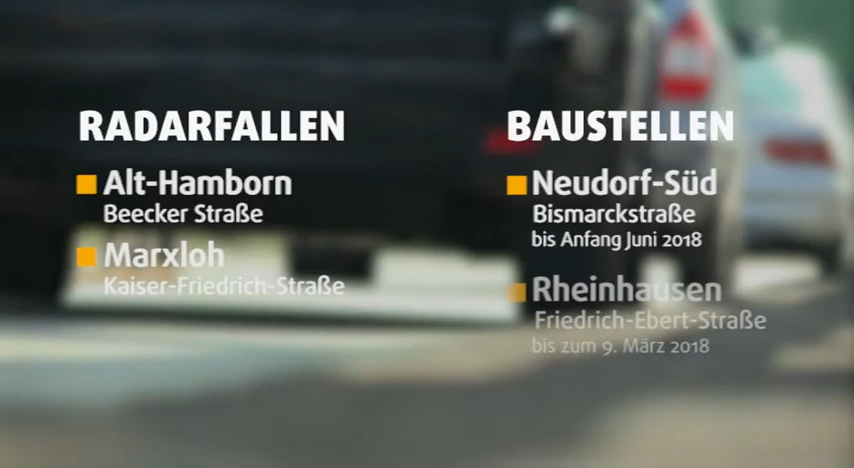 RADARFALLEN
Alt-Hamborn
Beecker Straße
Marxloh
Kaiser-Friedrich-Straße
BAUSTELLEN
Neudorf-Süd
Bismarckstraße
bis Anfang Juni 2018
Rheinhausen
Friedrich-Ebert-Straße
bis zum 9. März 2018